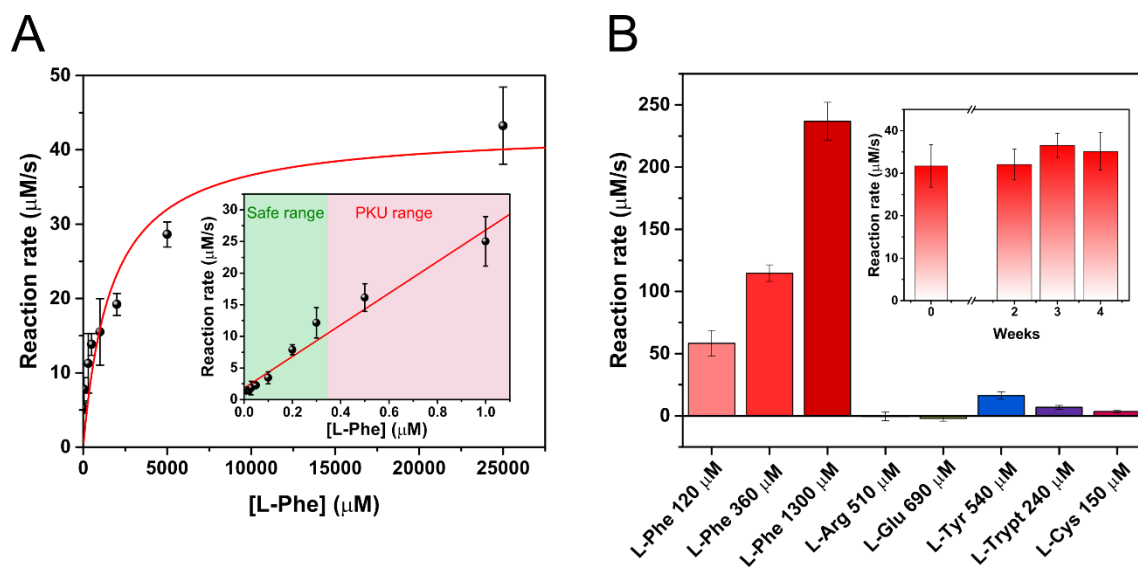 A
Reaction rate (μM/s)
50
40
30
20
10
0
0
5000
10000
15000
20000
25000
[L-Phe] (μM)
Safe range
PKU range
Reaction rate (μM/s)
30
25
20
15
10
5
0
0.0
0.2
0.4
0.6
0.8
1.0
[L-Phe] (μM)
B
Reaction rate (μM/s)
250
200
150
100
50
0
L-Phe 120 μM
L-Phe 360 μM
L-Phe 1300 μM
L-Arg 510 μM
L-Glu 690 μM
L-Tyr 540 μM
L-Trypt 240 μM
L-Cys 150 μM
Reaction rate (μM/s)
40
30
20
10
0
0
2
3
4
Weeks